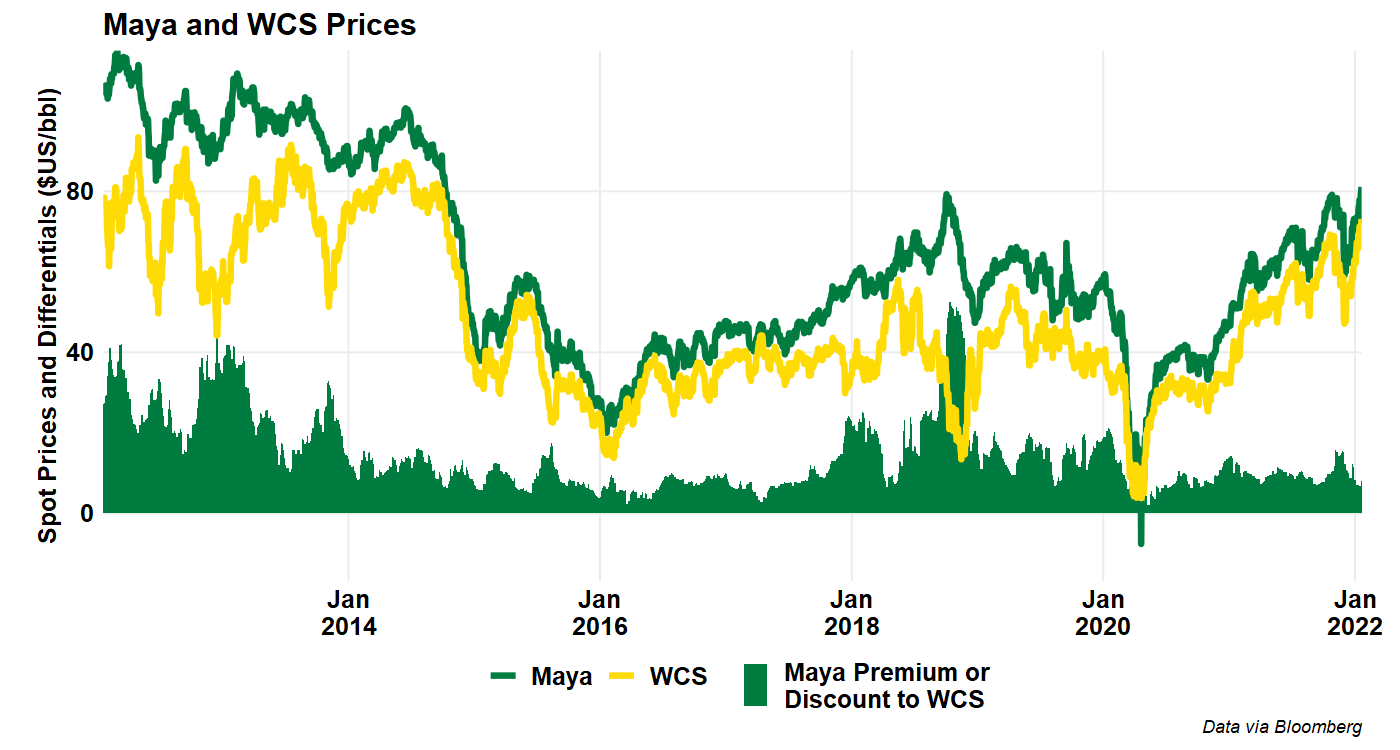 Maya and WCS Prices
Spot Prices and Differentials ($US/bbl)
80
40
0
Jan
2014
Jan
2016
Jan
2018
Jan
2020
Jan
2022
Maya
WCS
Maya Premium or
Discount to WCS
Data via Bloomberg